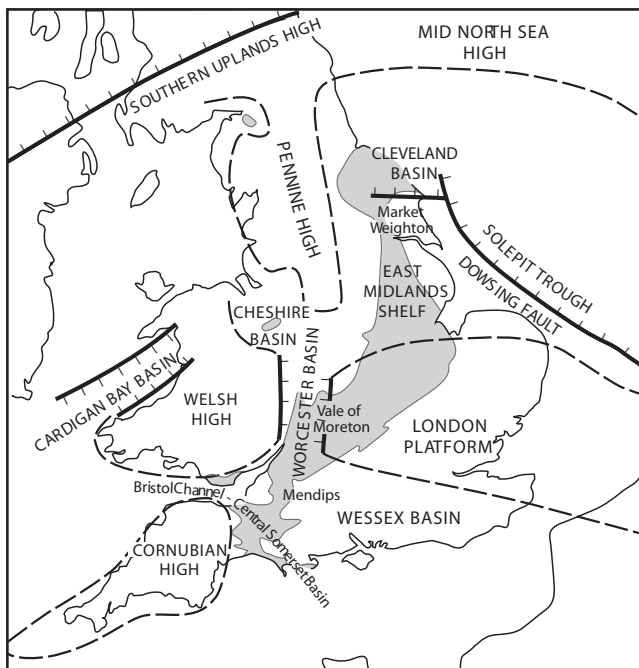 MID NORTH SEA
HIGH
SOUTHERN UPLANDS HIGH
PENNINE HIGH
CLEVELAND
BASIN
Market
Weighton
SOLEPIT TROUGH
DOWSING FAULT
EAST
MIDLANDS
SHELF
CHESHIRE
BASIN
WORCESTER BASIN
CARDIGAN BAY BASIN
WELSH
HIGH
Vale of
Moreton
LONDON
PLATFORM
Bristol Channel - Central Somerset Basin
Mendips
WESSEX BASIN
CORNUBIAN
HIGH